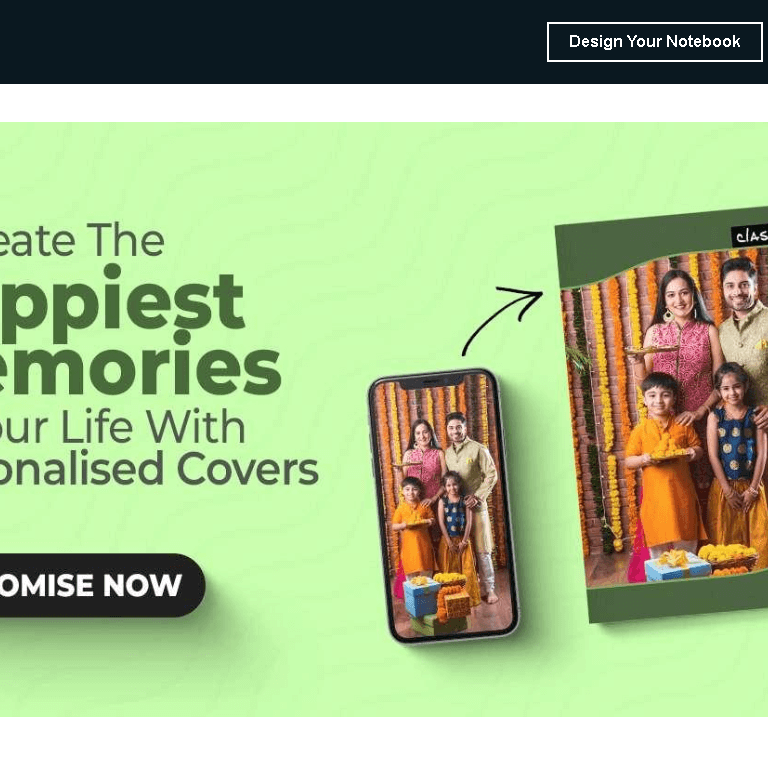 Design Your Notebook
eate The
ppiest
emories
our Life With
onalised Covers
OMISE NOW
clas